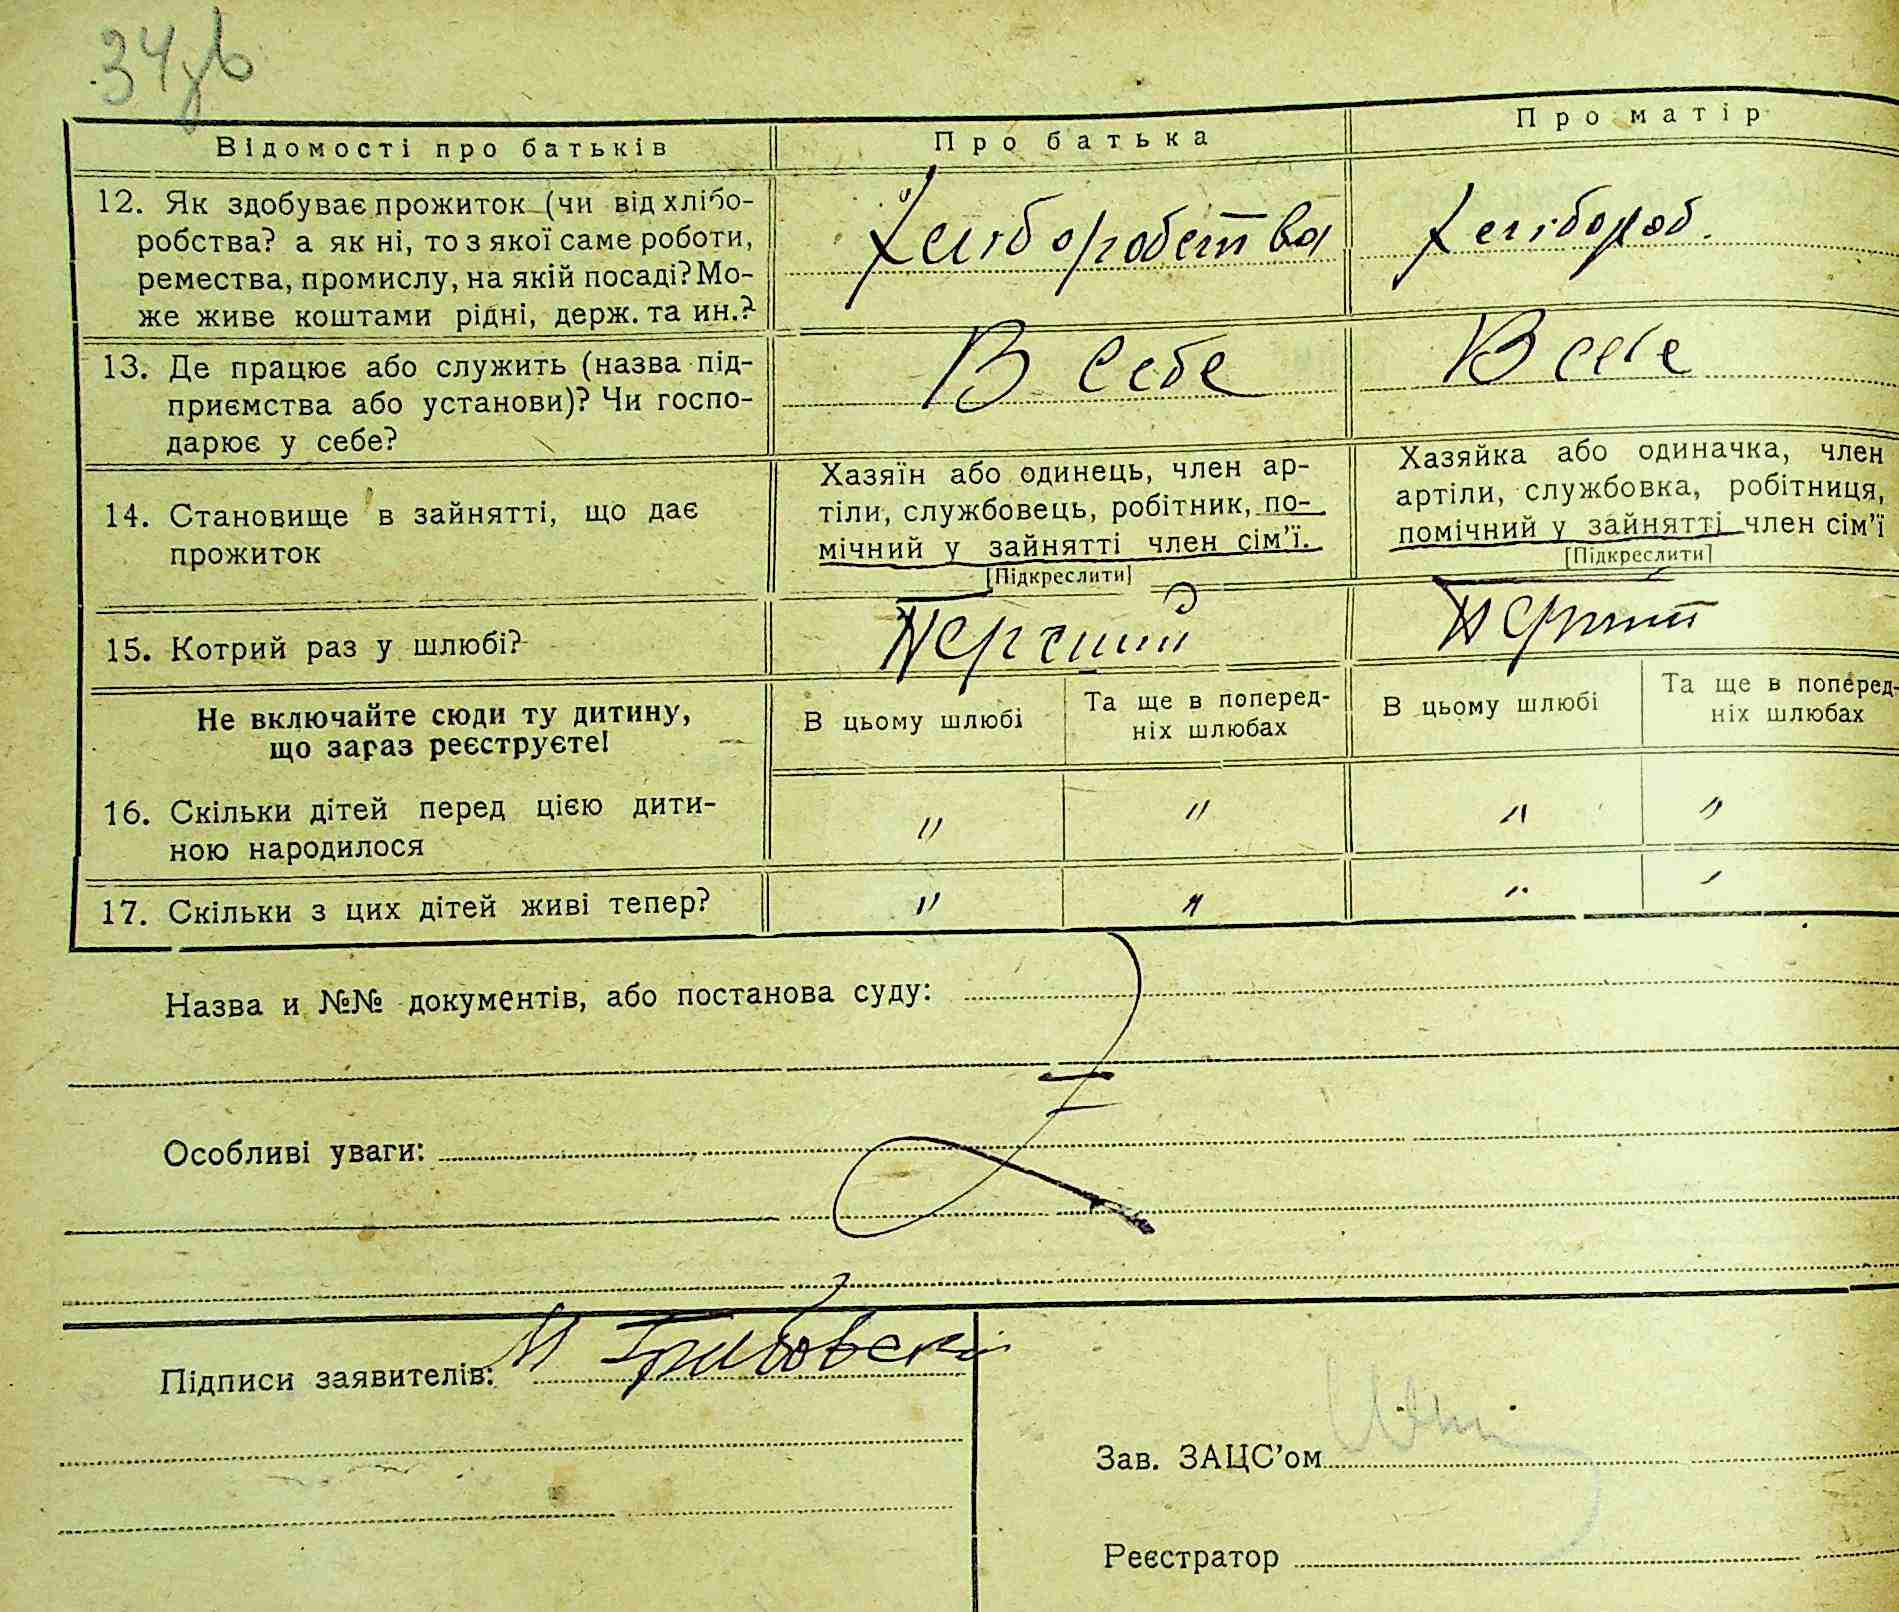 34зв
Відомості про батьків
Про батька
Про матір
12. Як здобуває прожиток (чи від хлібо-
робства? а як ні, то з якої саме роботи,
ремества, промислу, на якій посаді? Мо-
же живе коштами рідні, держ. та ин.?
Хліборобства
Хлібороб.
13. Де працює або служить (назва під-
приємства або установи)? Чи госпо-
дарює у себе?
В себе
В себе
14. Становище в зайнятті, що дає
прожиток
Хазяїн або одинець, член ар-
тіли, службовець, робітник, по-
мічний у зайнятті член сім'ї.
[Підкреслити]
Хазяйка або одиначка, член
артіли, службовка, робітниця,
помічний у зайнятті член сім'ї
[Підкреслити]
15. Котрий раз у шлюбі?
Перший
Перший
Не включайте сюди ту дитину,
що зараз реєструєте!
В цьому шлюбі
Та ще в поперед-
ніх шлюбах
В цьому шлюбі
Та ще в поперед-
ніх шлюбах
16. Скільки дітей перед цією дити-
ною народилося
" " " "
17. Скільки з цих дітей живі тепер?
" " " "
Назва и №№ документів, або постанова суду:
Особливі уваги:
Підписи заявителів: М Грибовскі
Зав. ЗАЦС'ом
Реєстратор